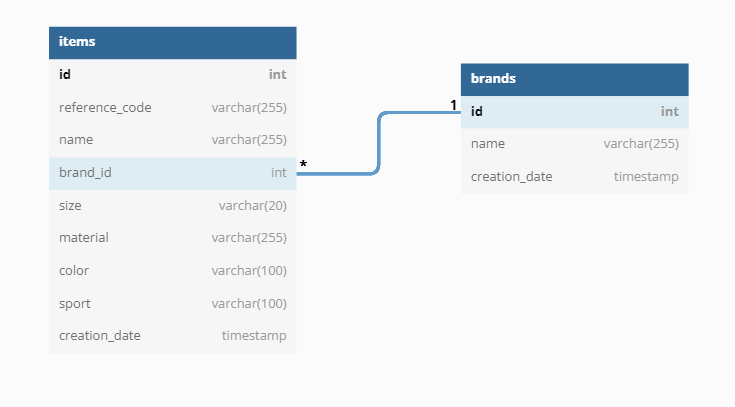 items
id int
reference_code varchar(255)
name varchar(255)
brand_id int
size varchar(20)
material varchar(255)
color varchar(100)
sport varchar(100)
creation_date timestamp
*
1
brands
id int
name varchar(255)
creation_date timestamp